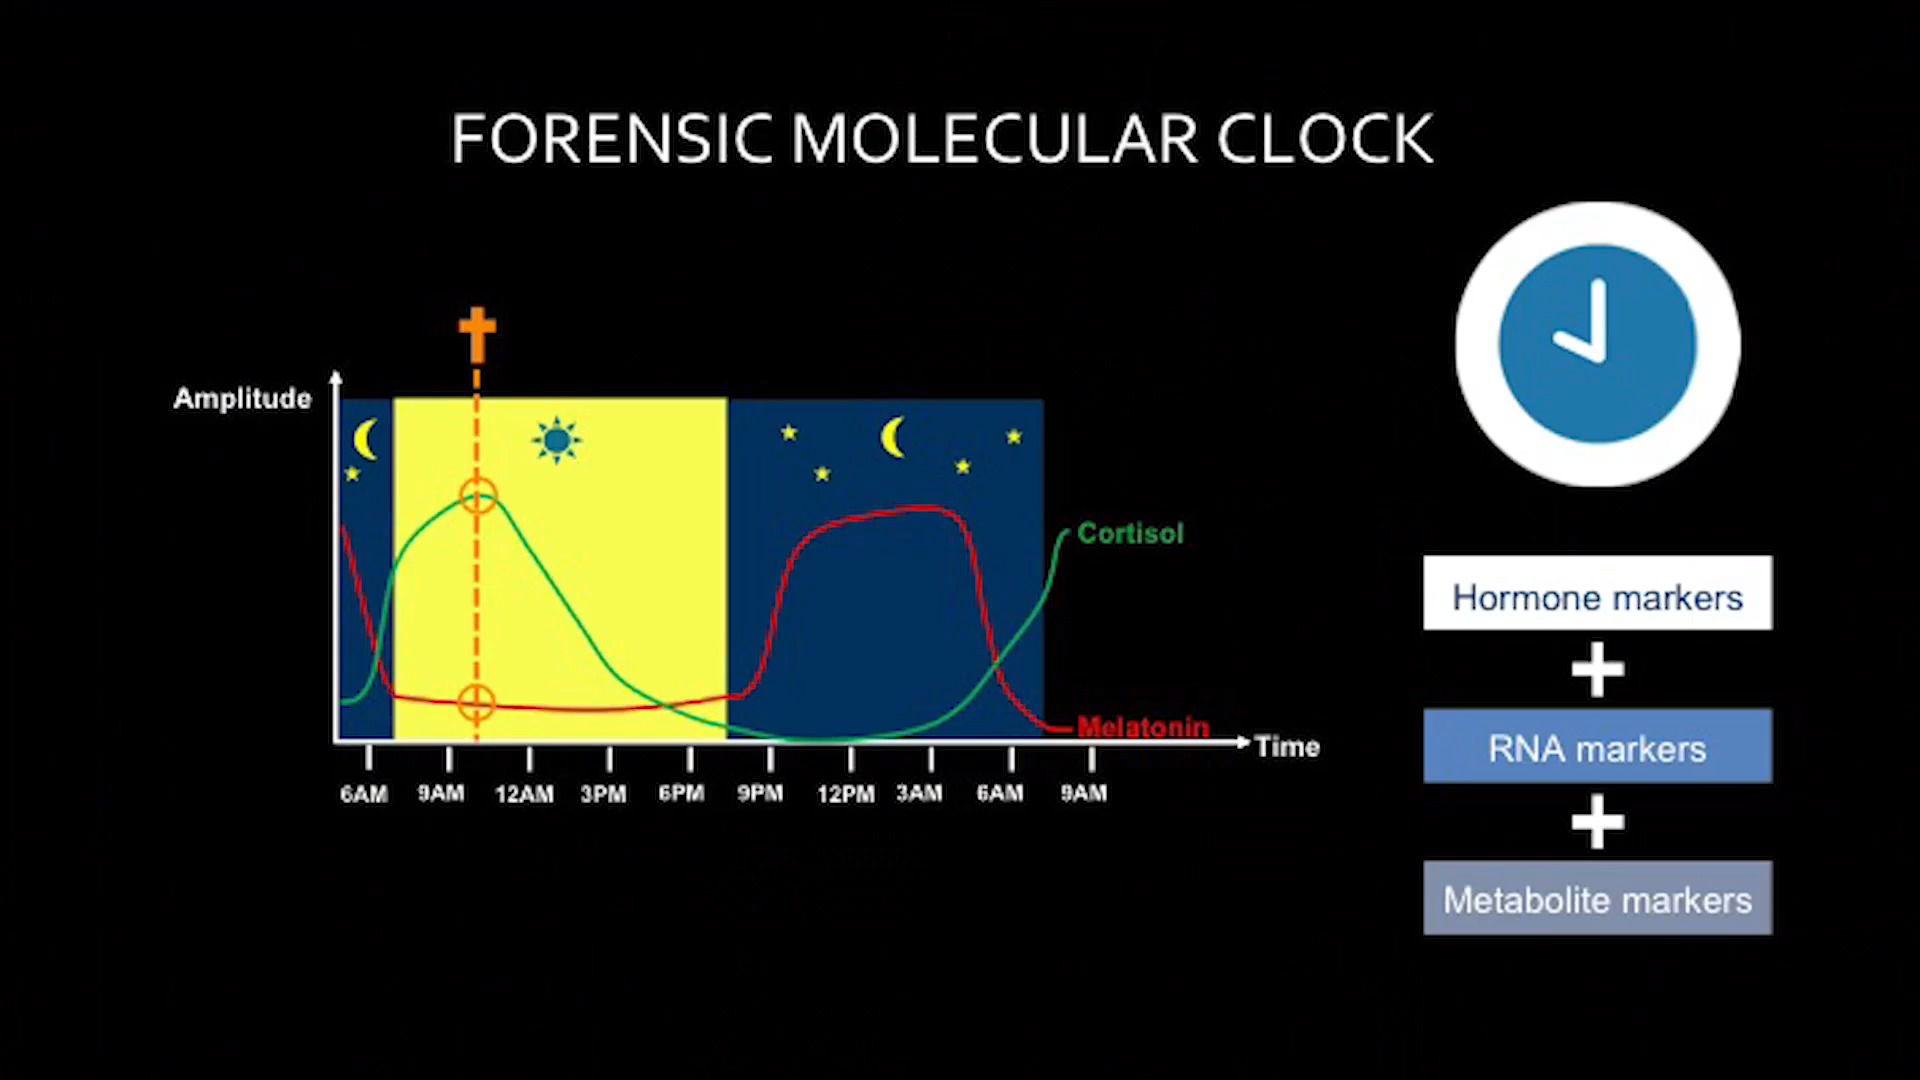 FORENSIC MOLECULAR CLOCK
Amplitude
Cortisol
Melatonin
Time
6AM 9AM 12AM 3PM 6PM 9PM 12PM 3AM 6AM 9AM
Hormone markers
+
RNA markers
+
Metabolite markers